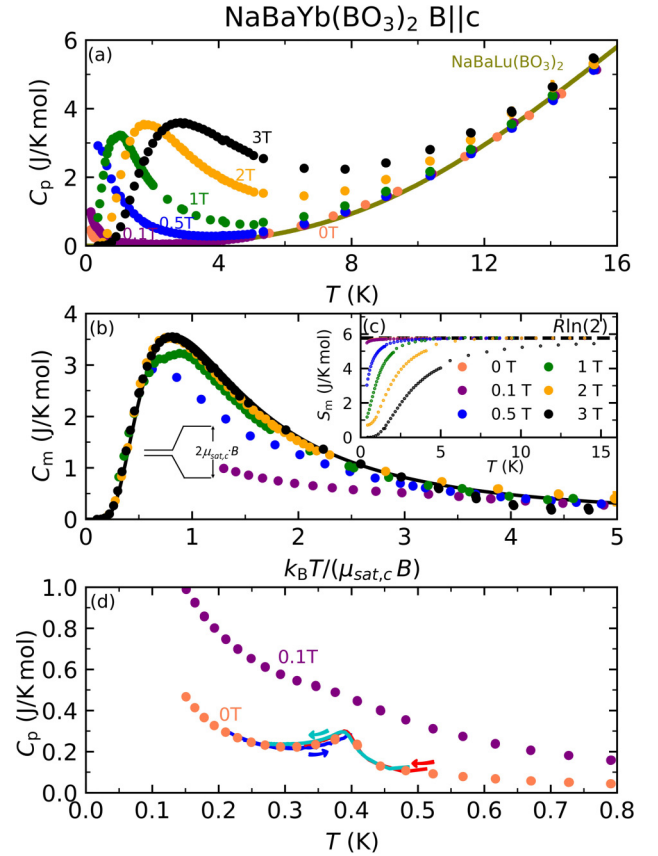 NaBaYb(BO₃)₂ B||c
(a)
NaBaLu(BO₃)₂
3T
2T
1T
0.5T
0.1T
0T
6
4
2
0
Cₚ (J/K mol)
0 2 4 6 8 10 12 14 16
T (K)
(b)
4
3
2
1
0
Cₘ (J/K mol)
2μsat,c·B
(c)
Rln(2)
6
4
2
0
Sₘ (J/K mol)
0 T 1 T
0.1 T 2 T
0.5 T 3 T
0 5 10 15
T (K)
0 1 2 3 4 5
k_BT/(μsat,c B)
(d)
1.0
0.8
0.6
0.4
0.2
0.0
Cₚ (J/K mol)
0.1T
0T
0.0 0.1 0.2 0.3 0.4 0.5 0.6 0.7 0.8
T (K)